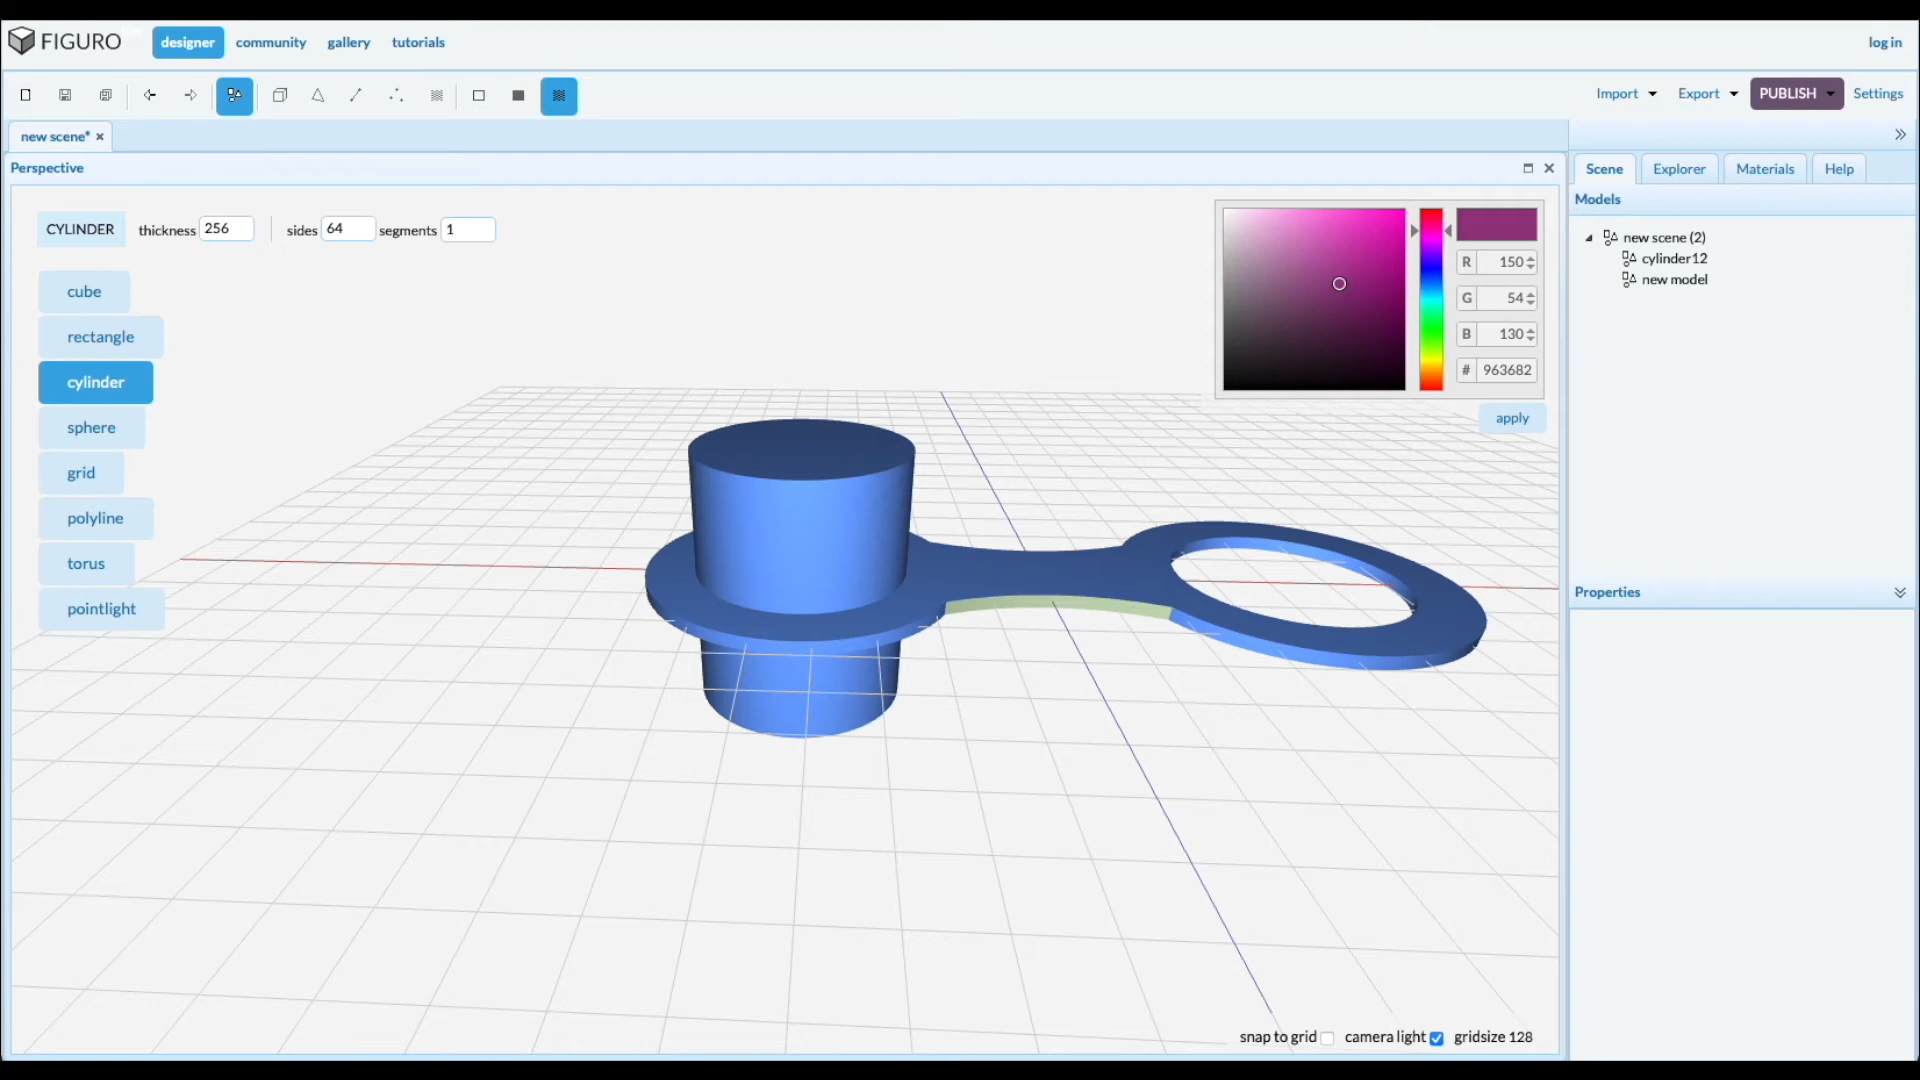 FIGURO designer community gallery tutorials log in
Import Export PUBLISH Settings
new scene*
Perspective
Scene Explorer Materials Help
Models
CYLINDER thickness 256 sides 64 segments 1
cube
rectangle
cylinder
sphere
grid
polyline
torus
pointlight
R 150
G 54
B 130
# 963682
apply
new scene (2)
cylinder12
new model
Properties
snap to grid camera light gridsize 128